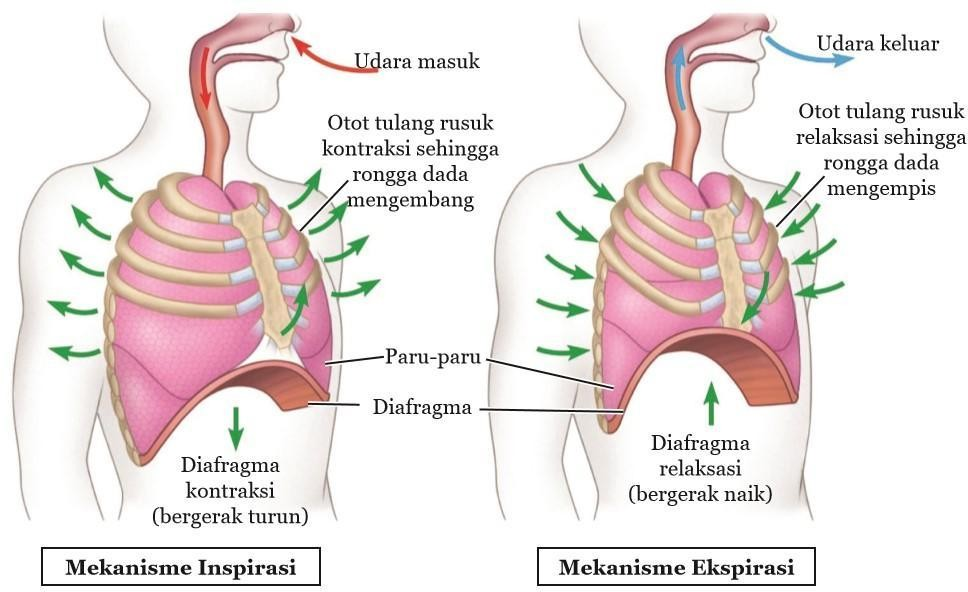 Udara masuk
Otot tulang rusuk
kontraksi sehingga
rongga dada
mengembang
Udara keluar
Otot tulang rusuk
relaksasi sehingga
rongga dada
mengempis
Paru-paru
Diafragma
Diafragma
kontraksi
(bergerak turun)
Diafragma
relaksasi
(bergerak naik)
Mekanisme Inspirasi
Mekanisme Ekspirasi